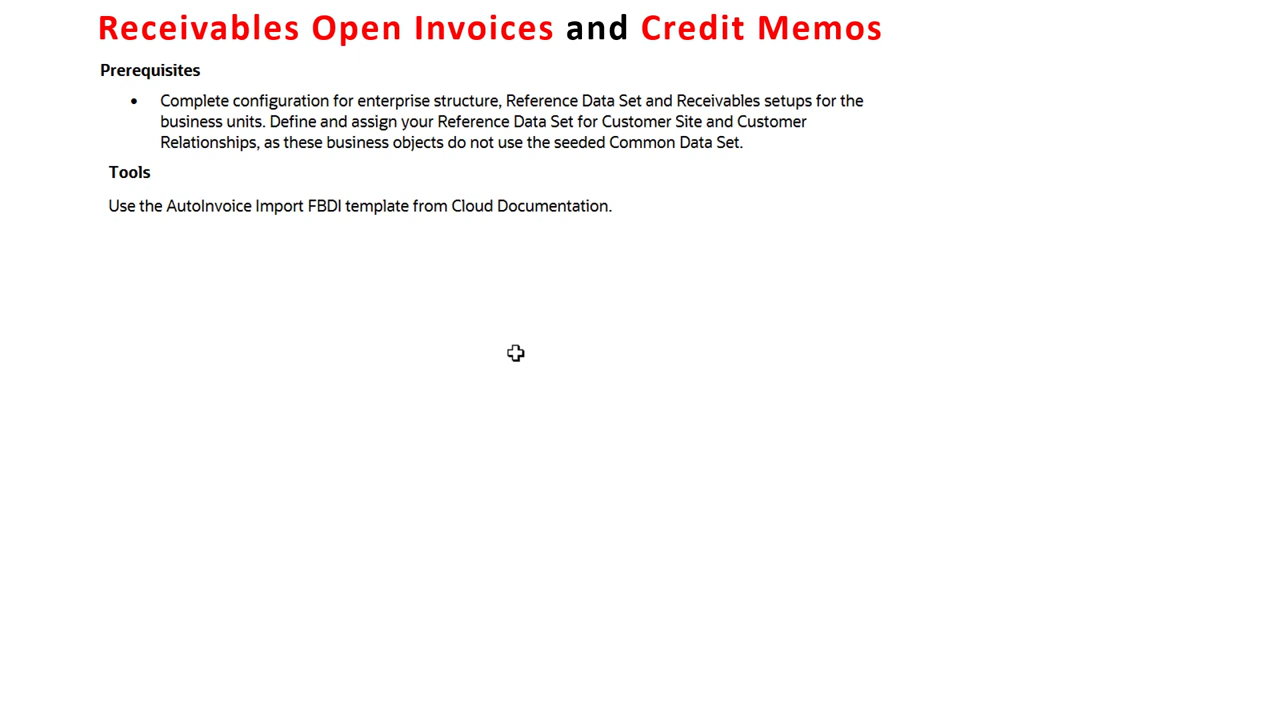 Receivables Open Invoices and Credit Memos
Prerequisites
• Complete configuration for enterprise structure, Reference Data Set and Receivables setups for the
business units. Define and assign your Reference Data Set for Customer Site and Customer
Relationships, as these business objects do not use the seeded Common Data Set.
Tools
Use the AutoInvoice Import FBDI template from Cloud Documentation.